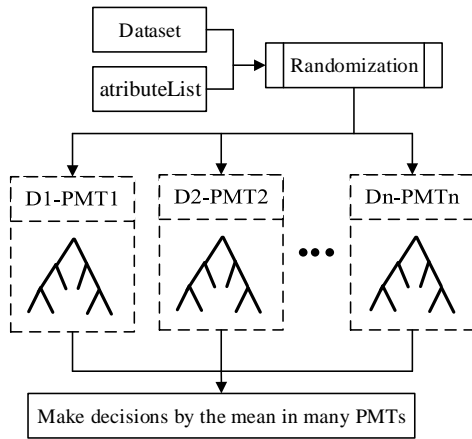 Dataset
atributeList
Randomization
D1-PMT1
D2-PMT2
Dn-PMTn
Make decisions by the mean in many PMTs